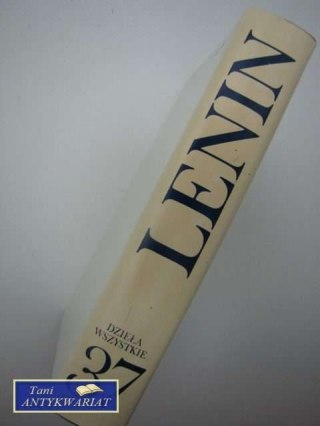 LENIN
DZIEŁA
WSZYSTKIE
37
Tani
ANTYKWARIAT